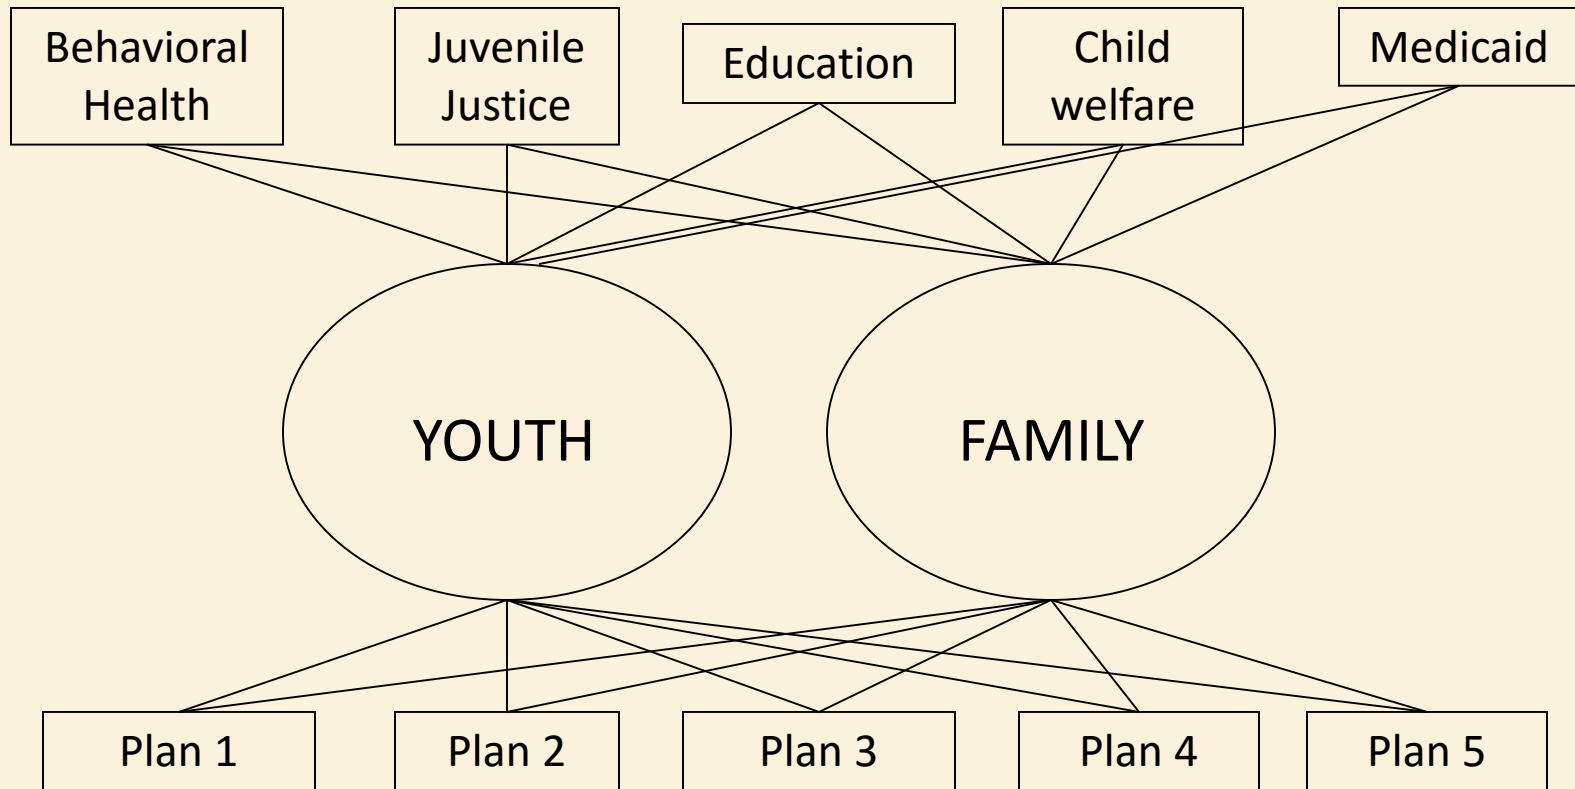 Behavioral
Health
Juvenile
Justice
Education
Child
welfare
Medicaid
YOUTH
FAMILY
Plan 1
Plan 2
Plan 3
Plan 4
Plan 5